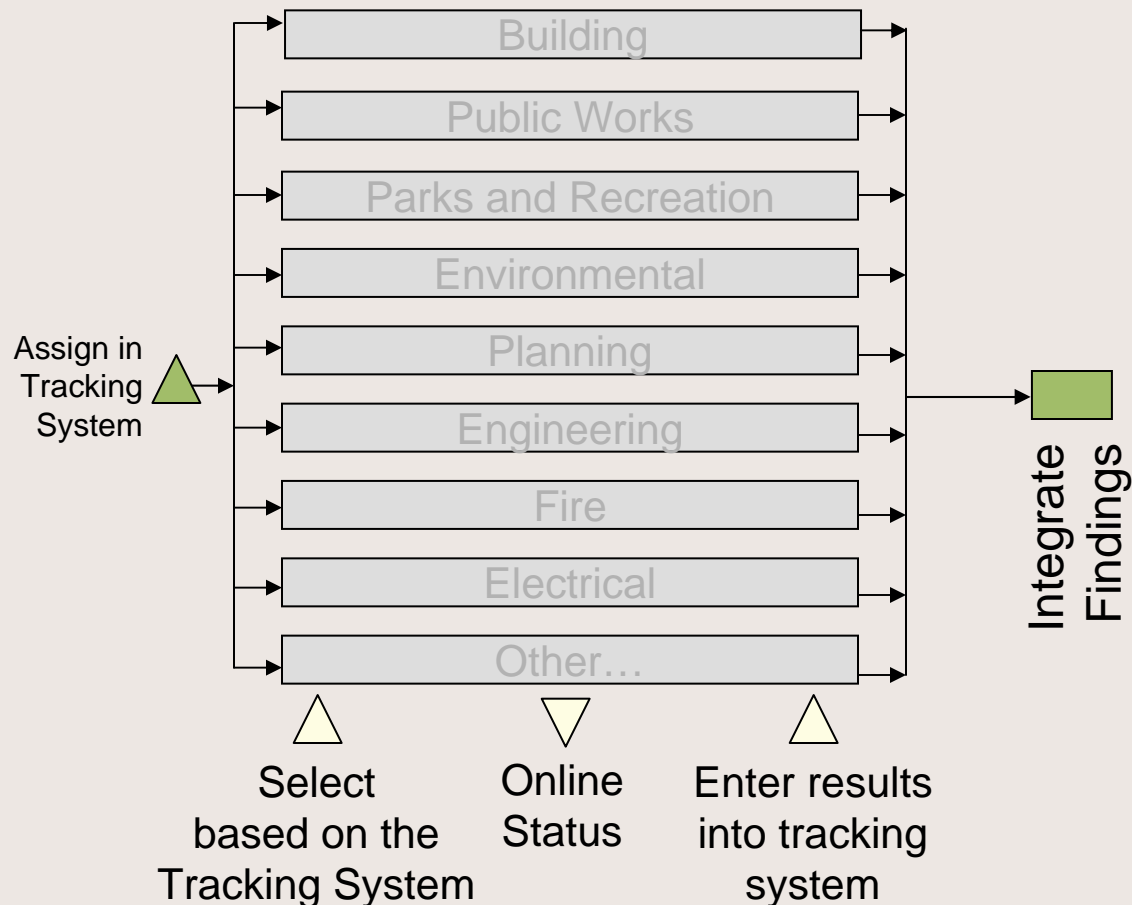 Building
Public Works
Parks and Recreation
Environmental
Planning
Engineering
Fire
Electrical
Other…
Assign in
Tracking
System
Integrate
Findings
Select
based on the
Tracking System
Online
Status
Enter results
into tracking
system